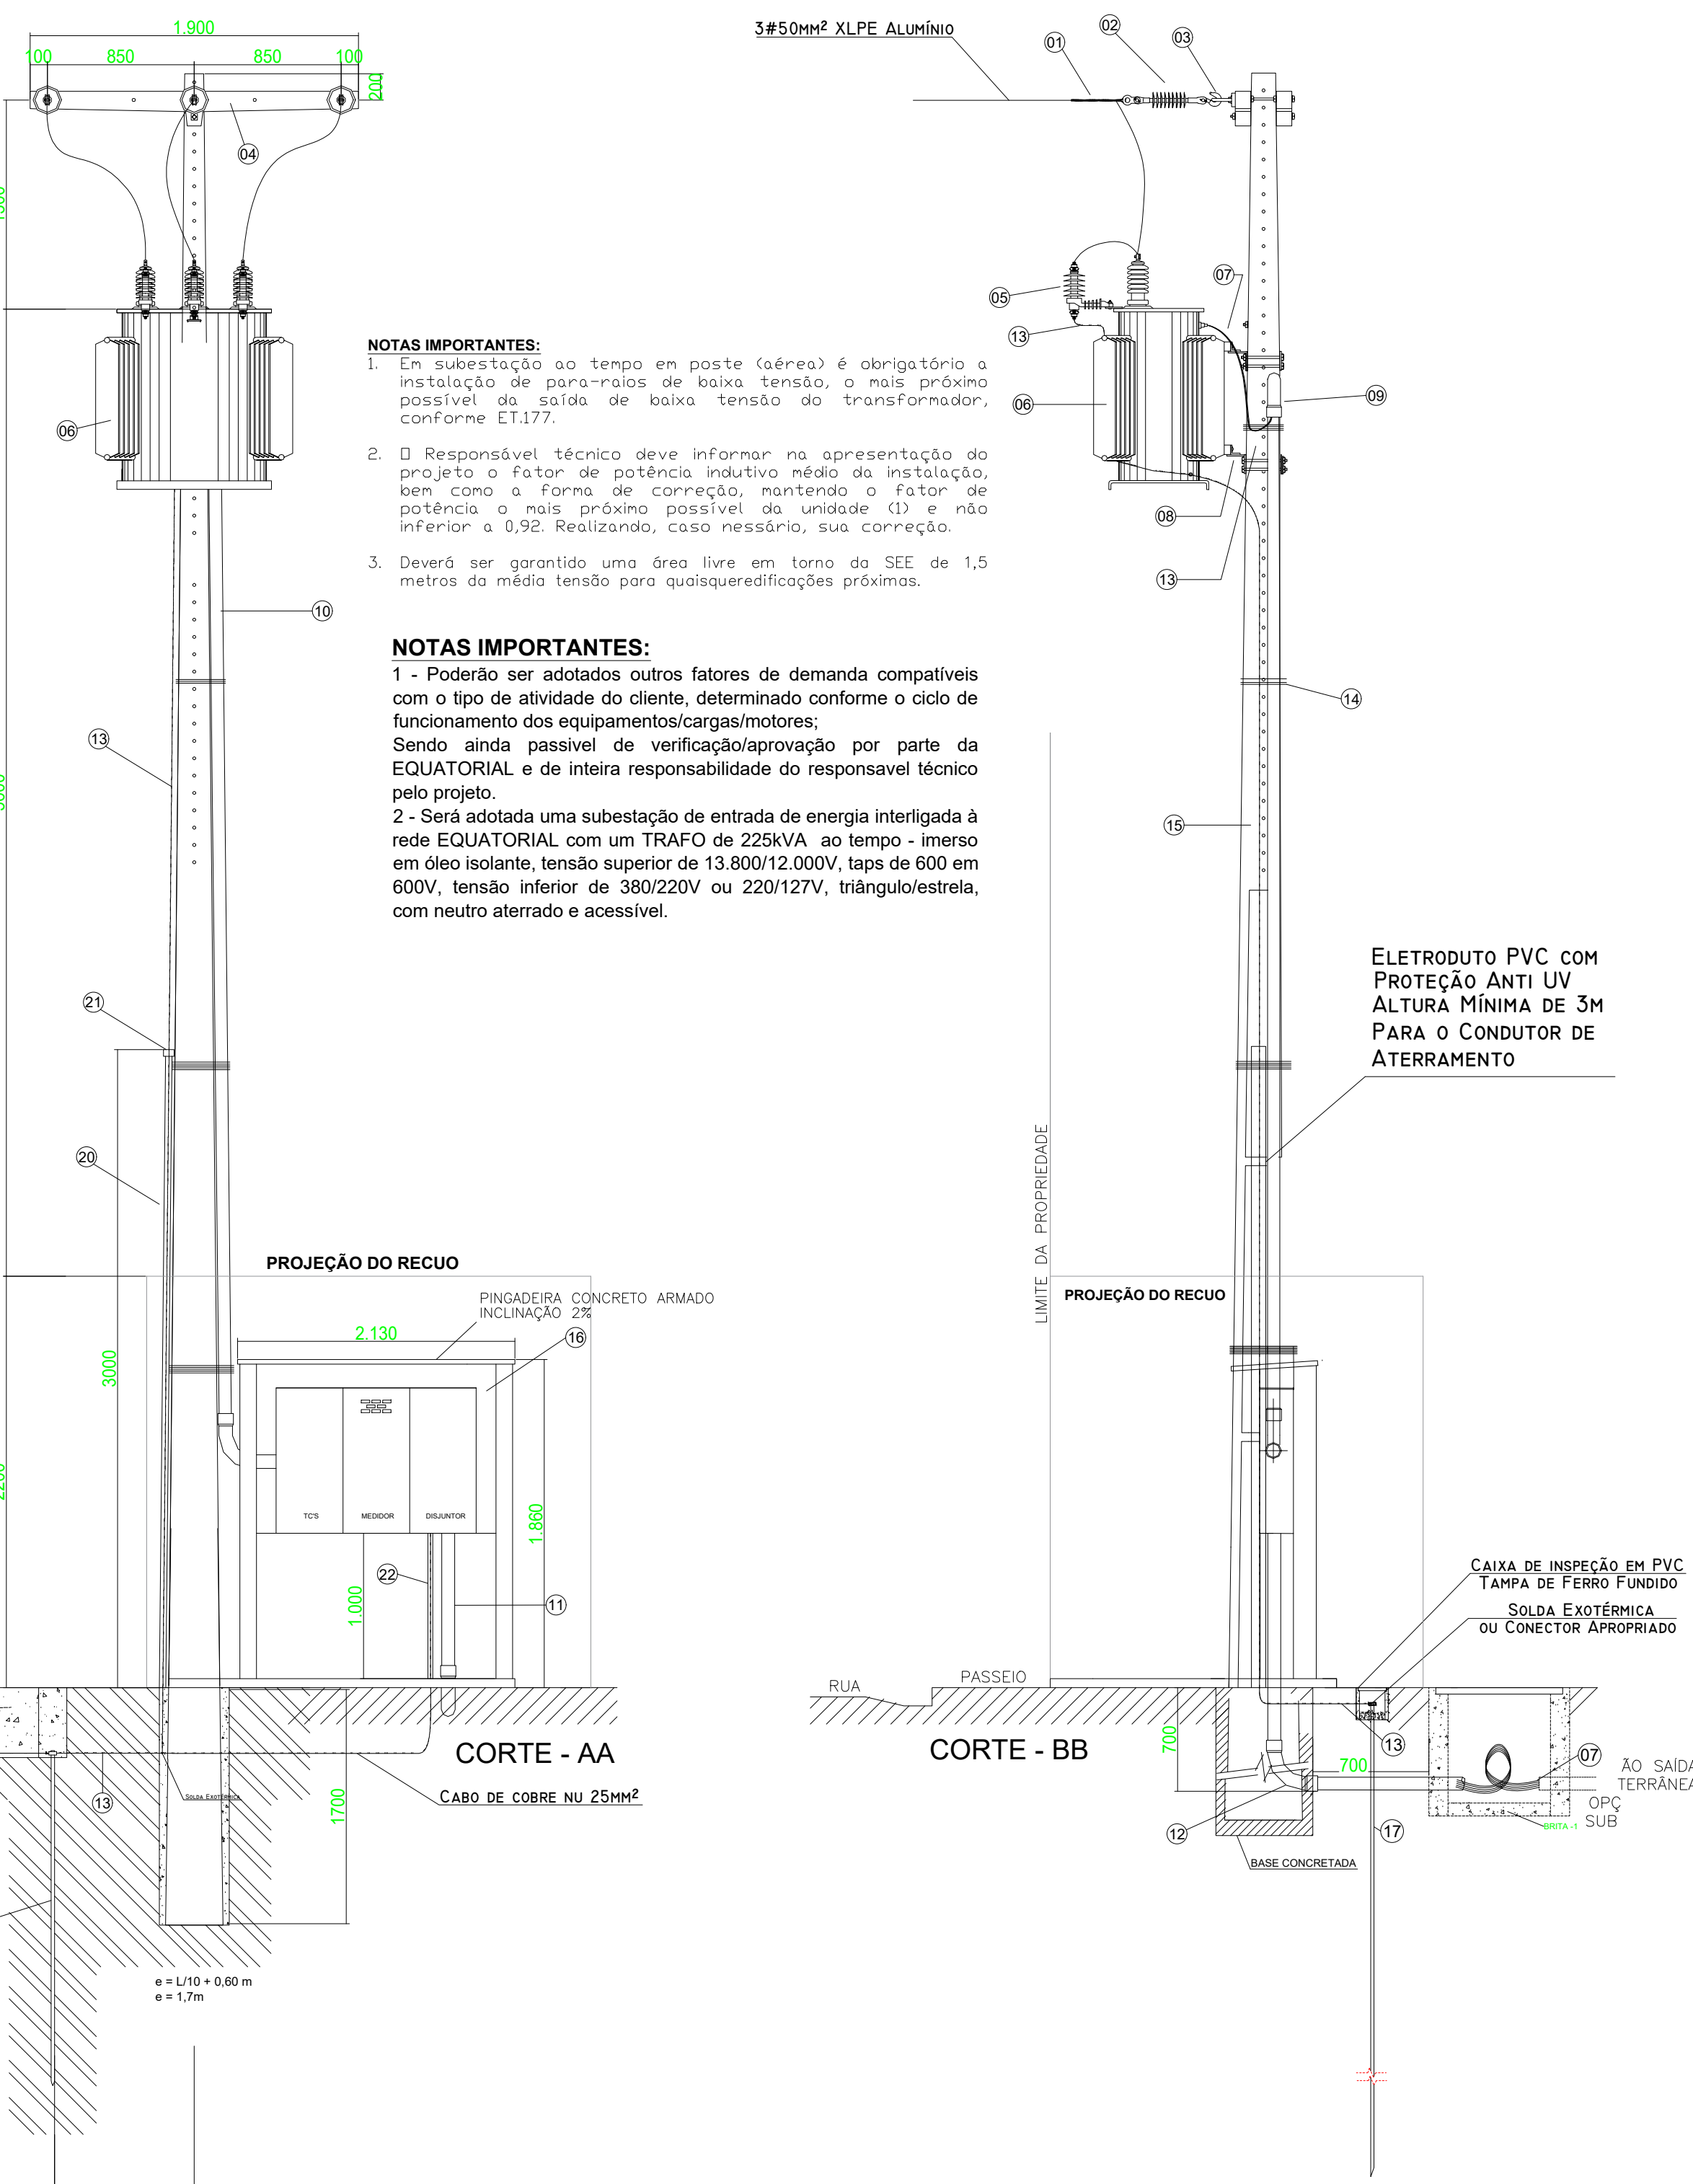 1.900
100
850
850
100
200
04
06
3#50MM² XLPE ALUMÍNIO
01
02
03
05
13
07
06
09
08
13
NOTAS IMPORTANTES:
1. Em subestação ao tempo em poste (aérea) é obrigatório a
instalação de para-raios de baixa tensão, o mais próximo
possível da saída de baixa tensão do transformador,
conforme ET.177.
2. Responsável técnico deve informar na apresentação do
projeto o fator de potência indutivo médio da instalação,
bem como a forma de correção, mantendo o fator de
potência o mais próximo possível da unidade (1) e não
inferior a 0,92. Realizando, caso nessário, sua correção.
3. Deverá ser garantido uma área livre em torno da SEE de 1,5
metros da média tensão para quaisqueredificações próximas.
NOTAS IMPORTANTES:
1 - Poderão ser adotados outros fatores de demanda compatíveis
com o tipo de atividade do cliente, determinado conforme o ciclo de
funcionamento dos equipamentos/cargas/motores;
Sendo ainda passivel de verificação/aprovação por parte da
EQUATORIAL e de inteira responsabilidade do responsavel técnico
pelo projeto.
2 - Será adotada uma subestação de entrada de energia interligada à
rede EQUATORIAL com um TRAFO de 225kVA ao tempo - imerso
em óleo isolante, tensão superior de 13.800/12.000V, taps de 600 em
600V, tensão inferior de 380/220V ou 220/127V, triângulo/estrela,
com neutro aterrado e acessível.
10
13
21
20
14
15
ELETRODUTO PVC COM
PROTEÇÃO ANTI UV
ALTURA MÍNIMA DE 3M
PARA O CONDUTOR DE
ATERRAMENTO
LIMITE DA PROPRIEDADE
PROJEÇÃO DO RECUO
PINGADEIRA CONCRETO ARMADO
INCLINAÇÃO 2%
16
2.130
3000
TC'S
MEDIDOR
DISJUNTOR
1.860
1.000
22
11
PROJEÇÃO DO RECUO
CAIXA DE INSPEÇÃO EM PVC
TAMPA DE FERRO FUNDIDO
SOLDA EXOTÉRMICA
OU CONECTOR APROPRIADO
RUA
PASSEIO
CORTE - AA
CABO DE COBRE NU 25MM²
13
SOLDA EXOTÉRMICA
1700
e = L/10 + 0,60 m
e = 1,7m
CORTE - BB
700
700
13
07
ÃO SAÍDA
TERRÂNEA
OPÇ
SUB
BRITA -1
12
17
BASE CONCRETADA